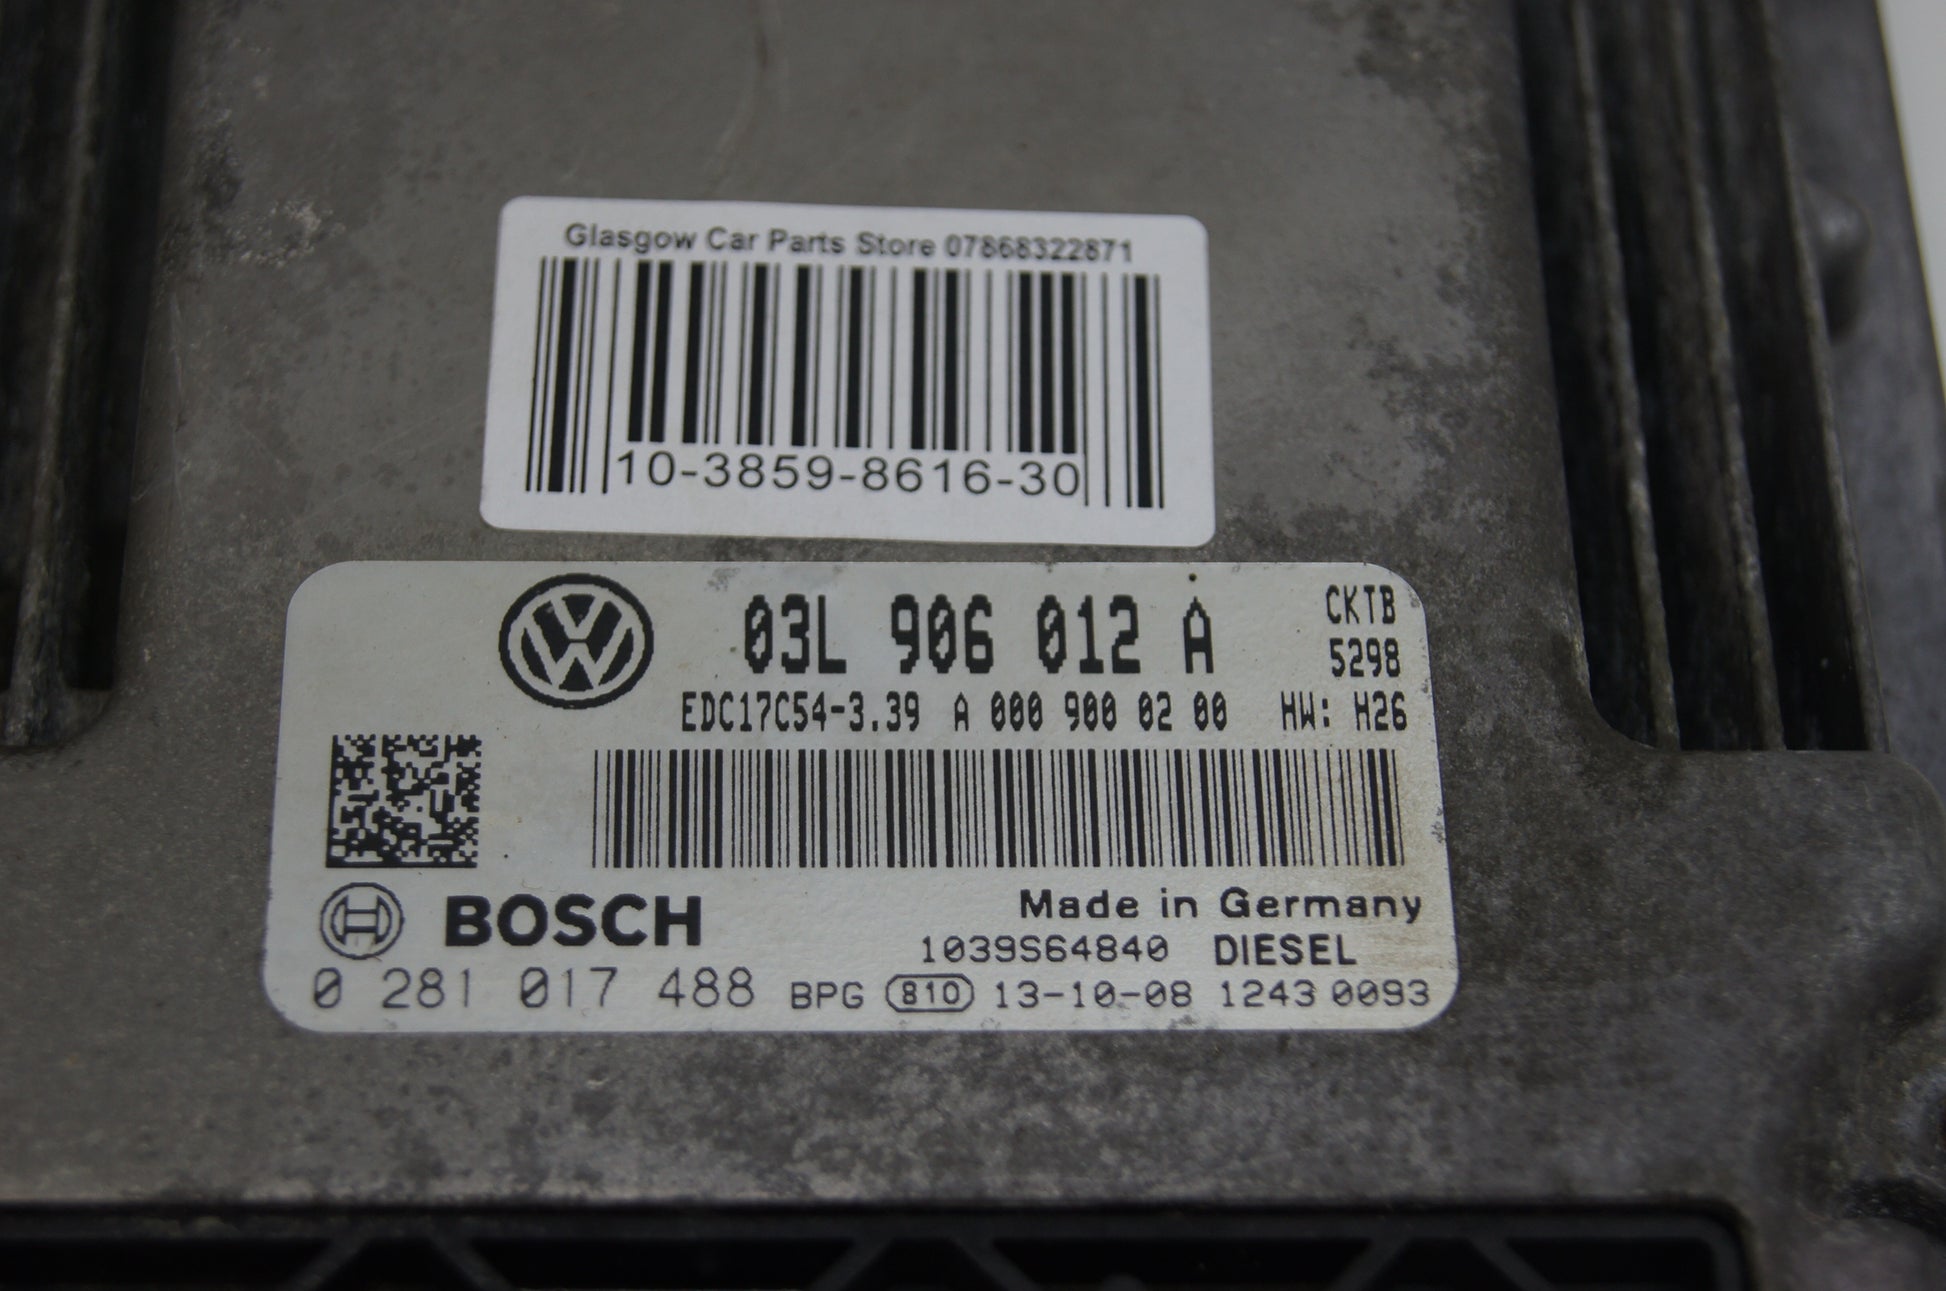 Glasgow Car Parts Store 07868322871
10-3859-8616-30
03L 906 012 A
CKTB
5298
EDC17C54-3.39 A 000 900 02 00 HW: H26
BOSCH
Made in Germany
1039S64840 DIESEL
0 281 017 488 BPG 810 13-10-08 1243 0093